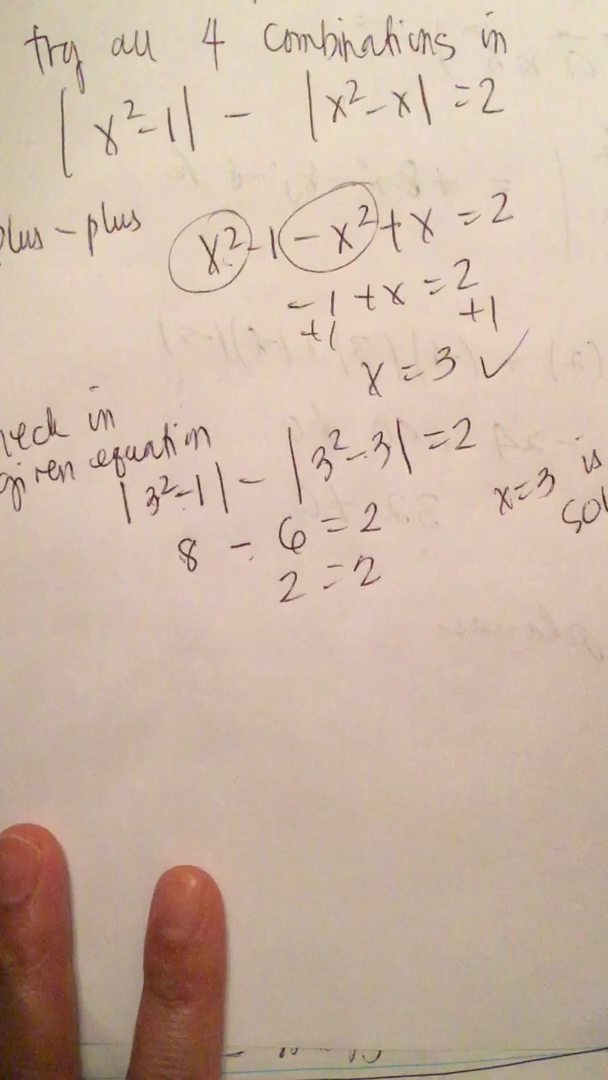 try all 4 combinations in
|x²-1| - |x²-x| = 2
plus - plus x²-1-x²+x = 2
-1+x = 2
+1 +1
x = 3 ✓
in
given equation |3²-1| - |3²-3| = 2
8 - 6 = 2 x=3 is
2 = 2